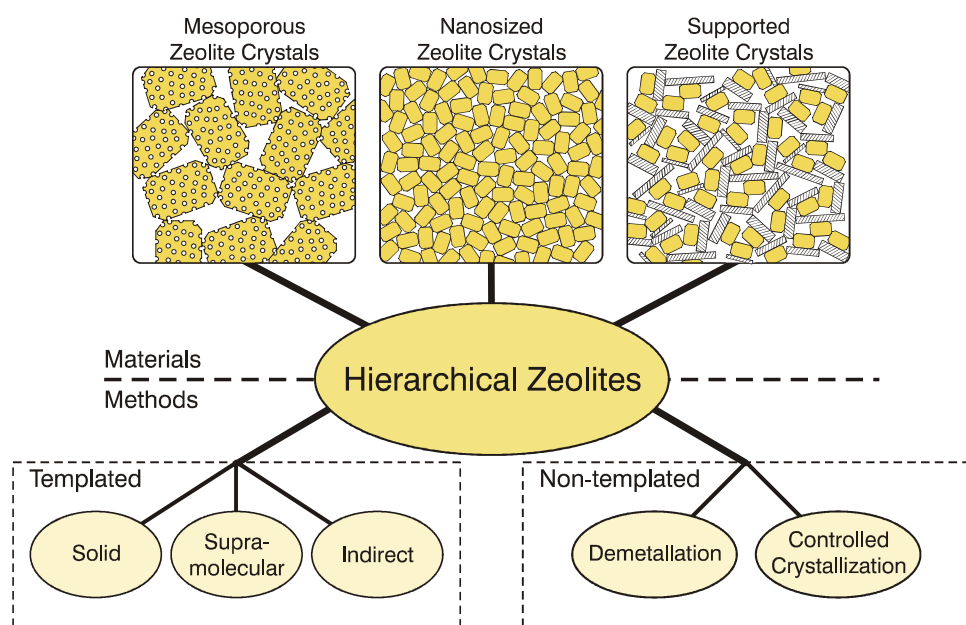 Mesoporous
Zeolite Crystals
Nanosized
Zeolite Crystals
Supported
Zeolite Crystals
Materials
Hierarchical Zeolites
Methods
Templated
Non-templated
Solid
Supra-
molecular
Indirect
Demetallation
Controlled
Crystallization